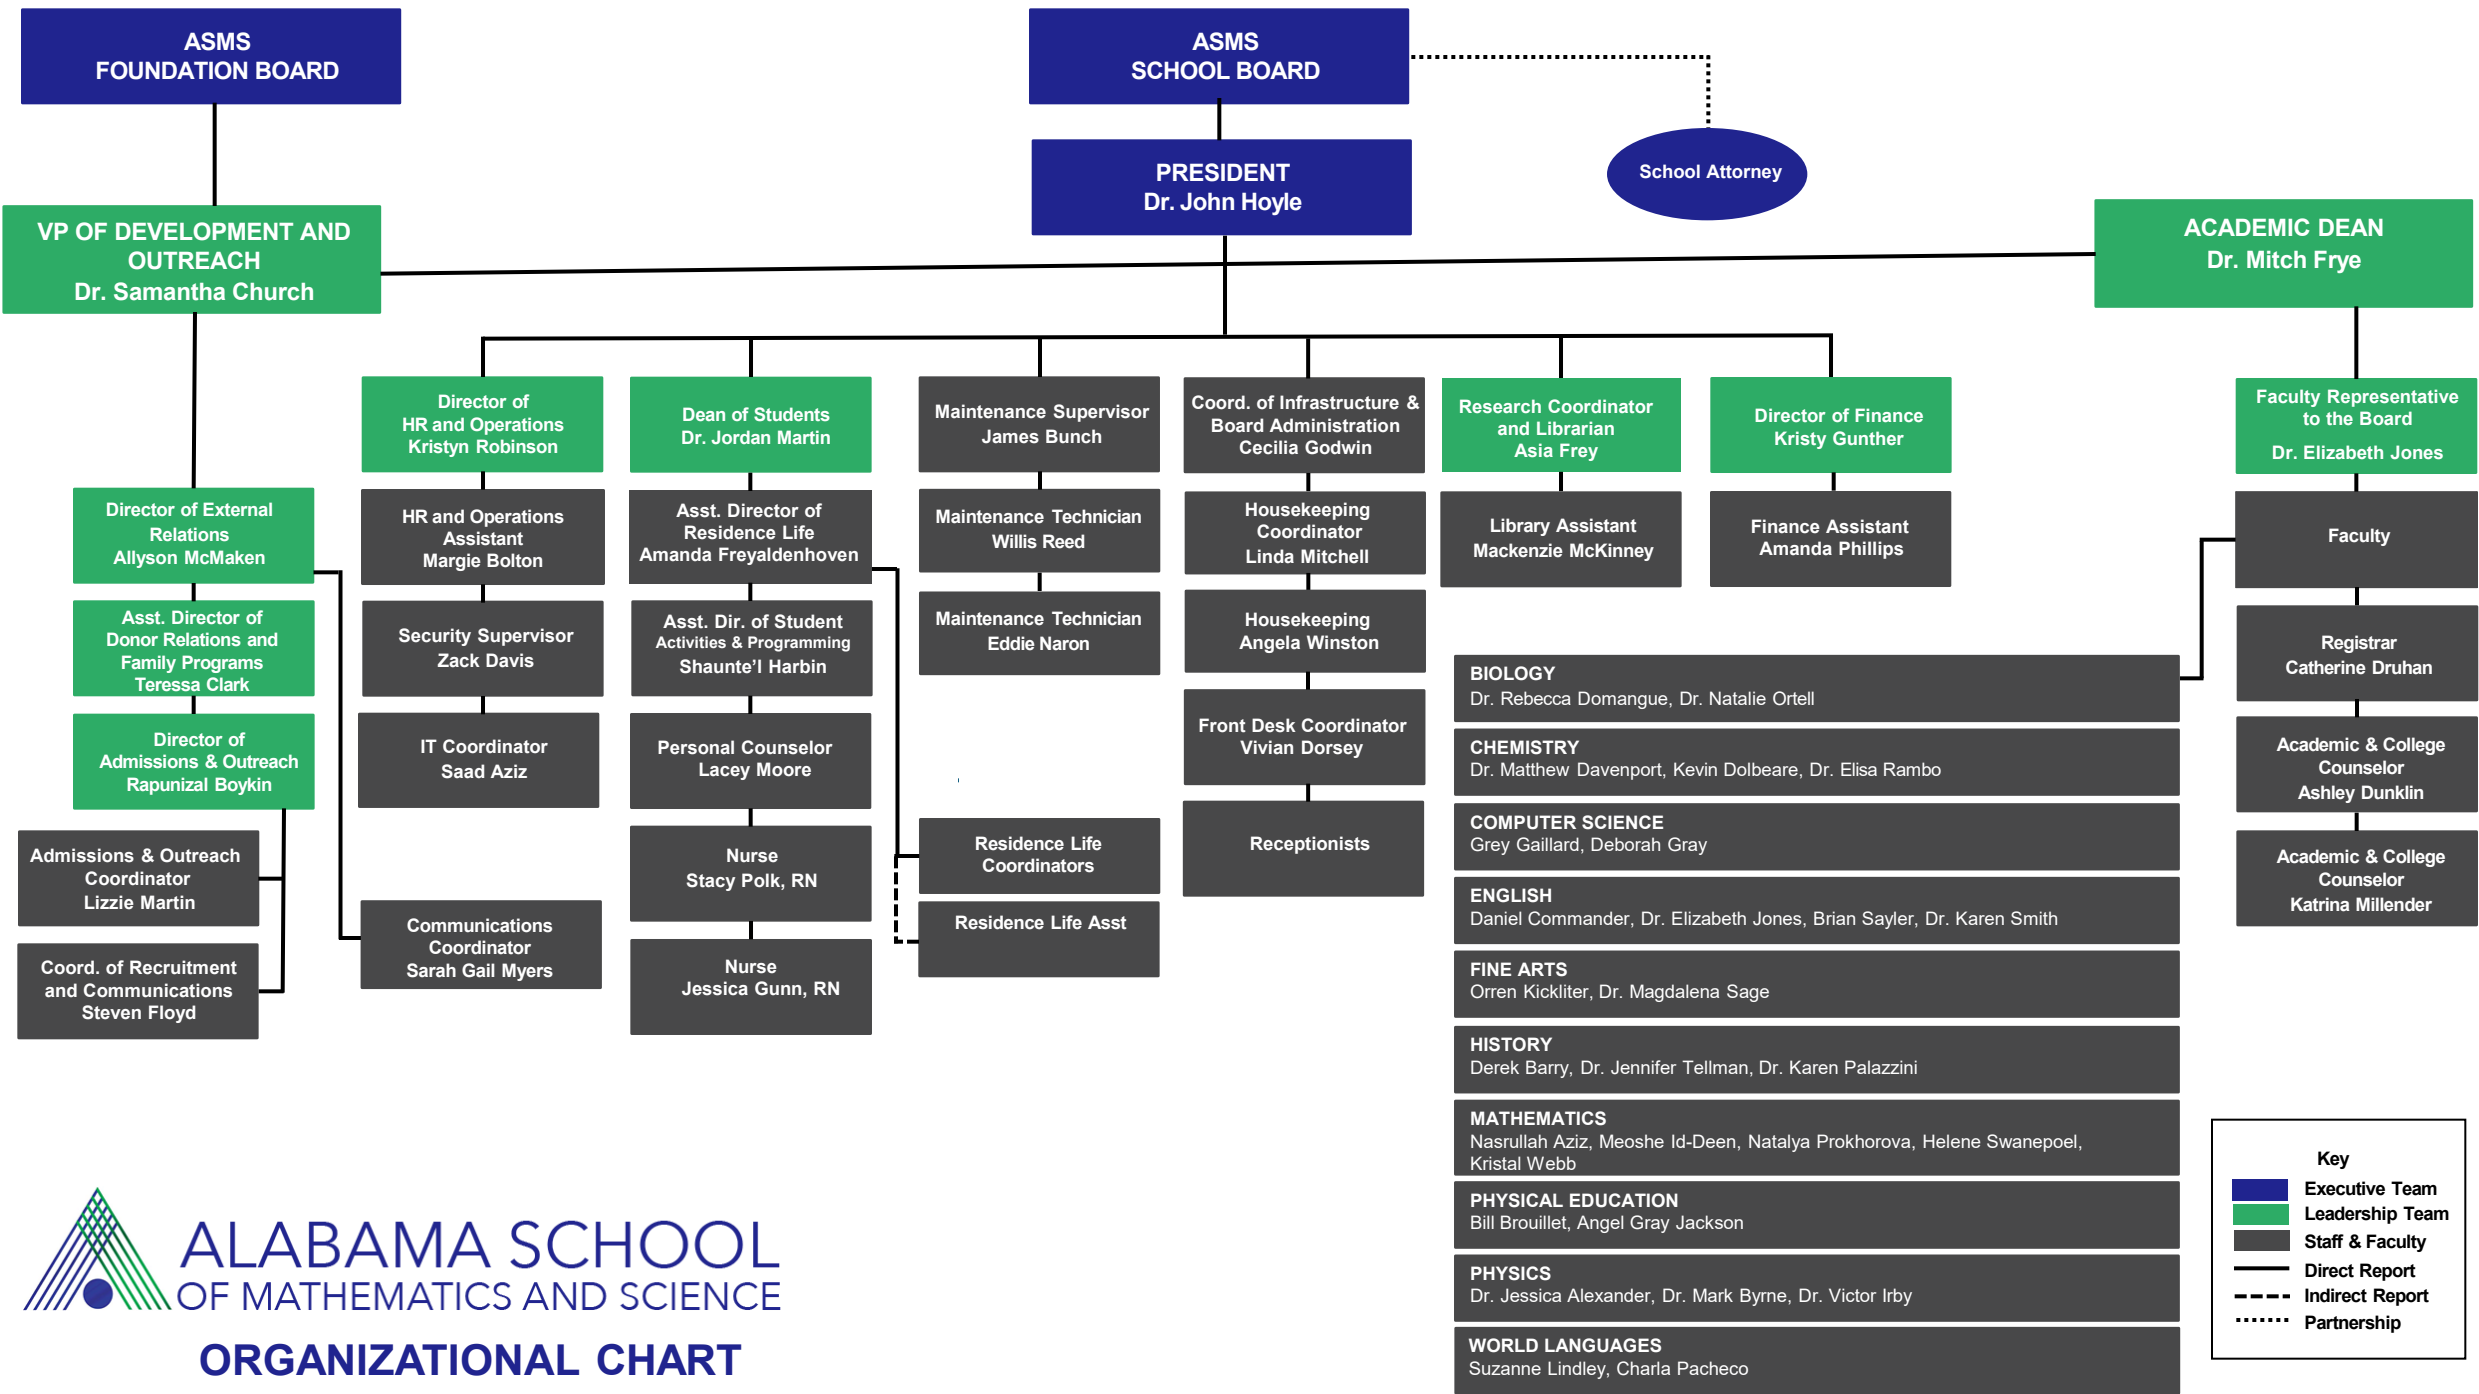 ASMS
FOUNDATION BOARD
ASMS
SCHOOL BOARD
PRESIDENT
Dr. John Hoyle
School Attorney
VP OF DEVELOPMENT AND
OUTREACH
Dr. Samantha Church
ACADEMIC DEAN
Dr. Mitch Frye
Director of External
Relations
Allyson McMaken
Asst. Director of
Donor Relations and
Family Programs
Teressa Clark
Director of
Admissions & Outreach
Rapunizal Boykin
Admissions & Outreach
Coordinator
Lizzie Martin
Coord. of Recruitment
and Communications
Steven Floyd
Communications
Coordinator
Sarah Gail Myers
Director of
HR and Operations
Kristyn Robinson
HR and Operations
Assistant
Margie Bolton
Security Supervisor
Zack Davis
IT Coordinator
Saad Aziz
Dean of Students
Dr. Jordan Martin
Asst. Director of
Residence Life
Amanda Freyaldenhoven
Asst. Dir. of Student
Activities & Programming
Shaunte’l Harbin
Personal Counselor
Lacey Moore
Nurse
Stacy Polk, RN
Nurse
Jessica Gunn, RN
Residence Life
Coordinators
Residence Life Asst
Maintenance Supervisor
James Bunch
Maintenance Technician
Willis Reed
Maintenance Technician
Eddie Naron
Coord. of Infrastructure &
Board Administration
Cecilia Godwin
Housekeeping
Coordinator
Linda Mitchell
Housekeeping
Angela Winston
Front Desk Coordinator
Vivian Dorsey
Receptionists
Research Coordinator
and Librarian
Asia Frey
Library Assistant
Mackenzie McKinney
Director of Finance
Kristy Gunther
Finance Assistant
Amanda Phillips
Faculty Representative
to the Board
Dr. Elizabeth Jones
Faculty
Registrar
Catherine Druhan
Academic & College
Counselor
Ashley Dunklin
Academic & College
Counselor
Katrina Millender
BIOLOGY
Dr. Rebecca Domangue, Dr. Natalie Ortell
CHEMISTRY
Dr. Matthew Davenport, Kevin Dolbeare, Dr. Elisa Rambo
COMPUTER SCIENCE
Grey Gaillard, Deborah Gray
ENGLISH
Daniel Commander, Dr. Elizabeth Jones, Brian Sayler, Dr. Karen Smith
FINE ARTS
Orren Kickliter, Dr. Magdalena Sage
HISTORY
Derek Barry, Dr. Jennifer Tellman, Dr. Karen Palazzini
MATHEMATICS
Nasrullah Aziz, Meoshe Id-Deen, Natalya Prokhorova, Helene Swanepoel,
Kristal Webb
PHYSICAL EDUCATION
Bill Brouillet, Angel Gray Jackson
PHYSICS
Dr. Jessica Alexander, Dr. Mark Byrne, Dr. Victor Irby
WORLD LANGUAGES
Suzanne Lindley, Charla Pacheco
Key
Executive Team
Leadership Team
Staff & Faculty
Direct Report
Indirect Report
Partnership
ALABAMA SCHOOL
OF MATHEMATICS AND SCIENCE
ORGANIZATIONAL CHART